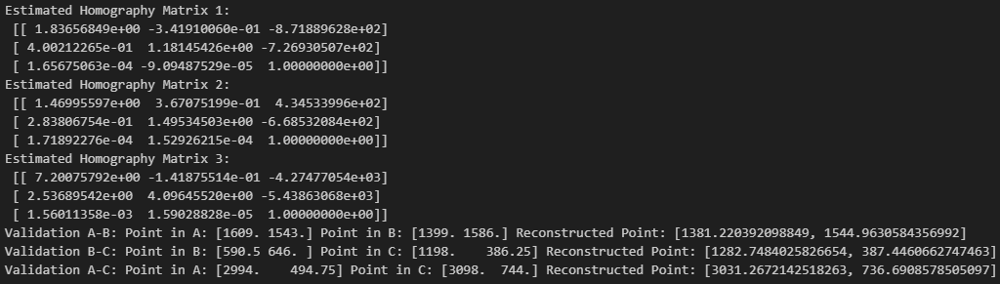 Estimated Homography Matrix 1:
[[ 1.83656849e+00 -3.41910060e-01 -8.71889628e+02]
[ 4.00212265e-01 1.18145426e+00 -7.26930507e+02]
[ 1.65675063e-04 -9.09487529e-05 1.00000000e+00]]
Estimated Homography Matrix 2:
[[ 1.46995597e+00 3.67075199e-01 4.34533996e+02]
[ 2.83806754e-01 1.49534503e+00 -6.68532084e+02]
[ 1.71892276e-04 1.52926215e-04 1.00000000e+00]]
Estimated Homography Matrix 3:
[[ 7.20075792e+00 -1.41875514e-01 -4.27477054e+03]
[ 2.53689542e+00 4.09645520e+00 -5.43863068e+03]
[ 1.56011358e-03 1.59028828e-05 1.00000000e+00]]
Validation A-B: Point in A: [1609. 1543.] Point in B: [1399. 1586.] Reconstructed Point: [1381.220392098849, 1544.9630584356992]
Validation B-C: Point in B: [590.5 646. ] Point in C: [1198. 386.25] Reconstructed Point: [1282.7484025826654, 387.4460662747463]
Validation A-C: Point in A: [2994. 494.75] Point in C: [3098. 744.] Reconstructed Point: [3031.2672142518263, 736.6908578505097]